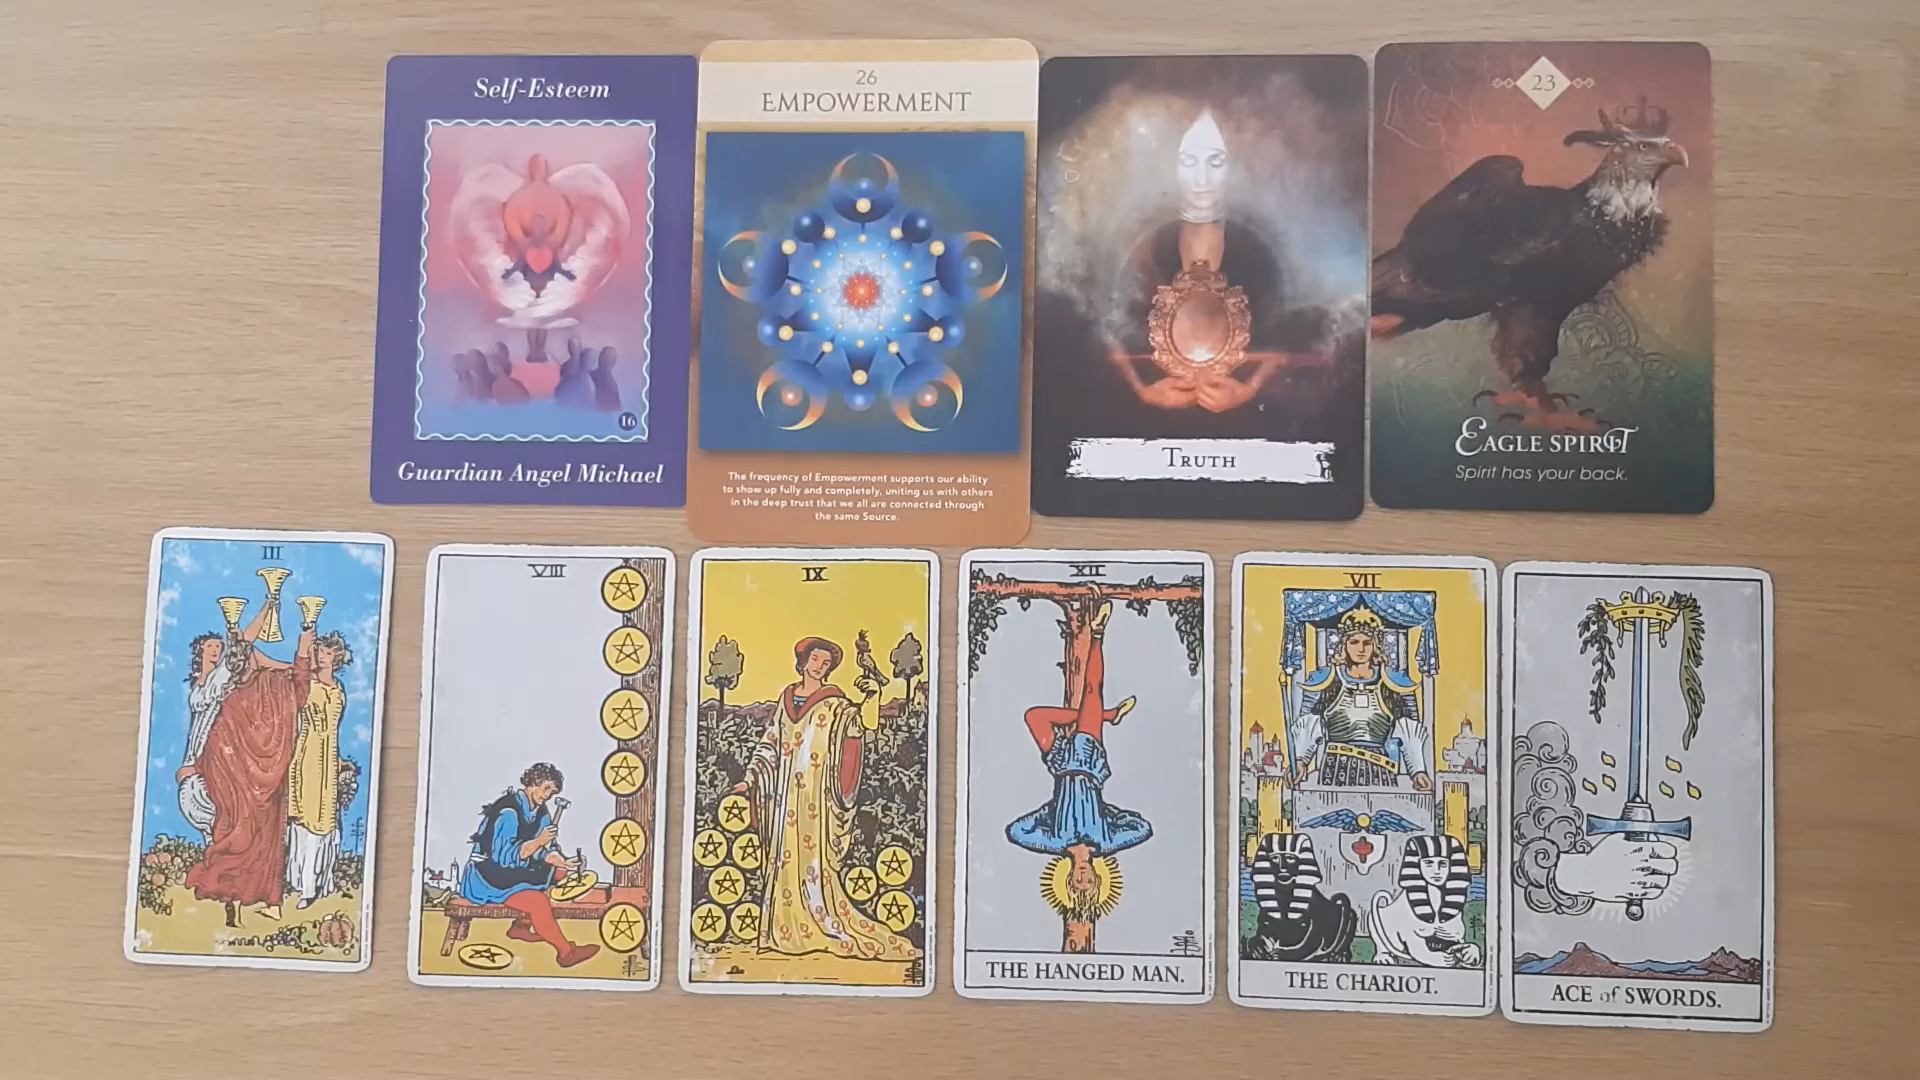 Self-Esteem
16
Guardian Angel Michael
26
EMPOWERMENT
The frequency of Empowerment supports our ability
to show up fully and completely, uniting us with others
in the deep trust that we all are connected through
the same Source.
TRUTH
23
EAGLE SPIRIT
Spirit has your back.
III
VIII
IX
XII
THE HANGED MAN.
VII
THE CHARIOT.
ACE of SWORDS.